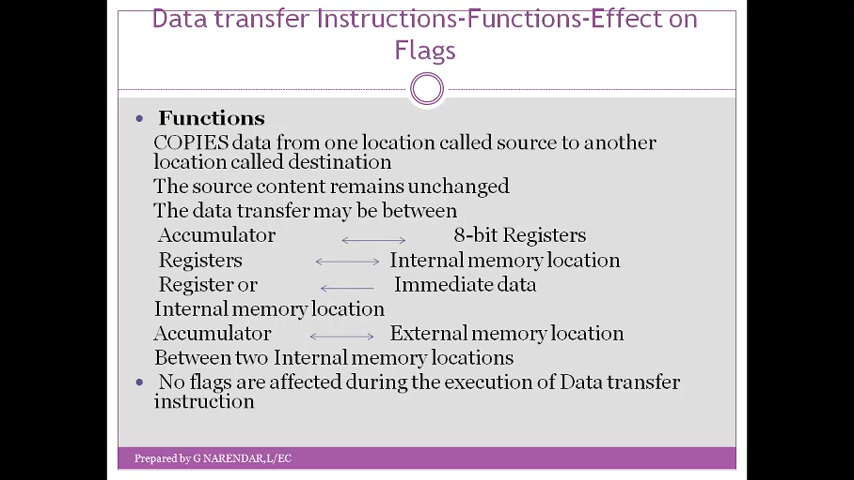 Data transfer Instructions-Functions-Effect on
Flags
Functions
COPIES data from one location called source to another
location called destination
The source content remains unchanged
The data transfer may be between
Accumulator 8-bit Registers
Registers Internal memory location
Register or Immediate data
Internal memory location
Accumulator External memory location
Between two Internal memory locations
No flags are affected during the execution of Data transfer
instruction
Prepared by G NARENDAR,L/EC